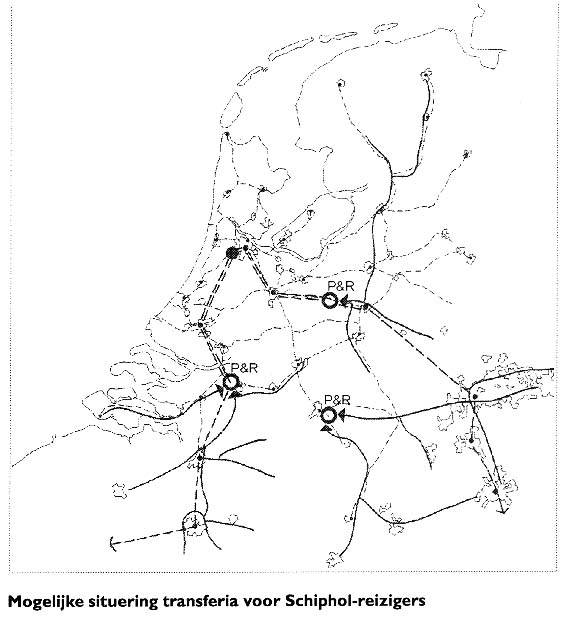 P&R
P&R
P&R
Mogelijke situering transferia voor Schiphol-reizigers